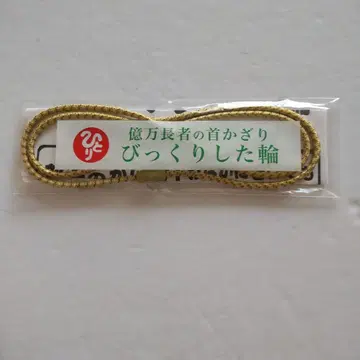 ひとり
億万長者の首かざり
びっくりした輪